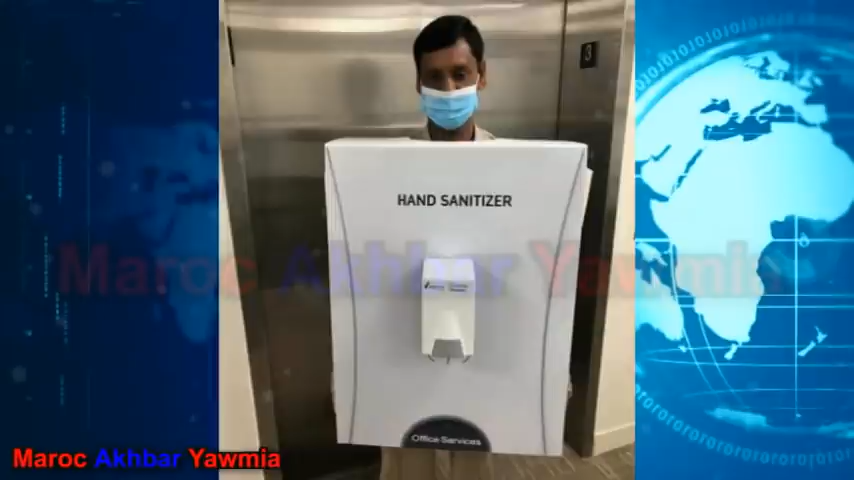 3
HAND SANITIZER
Maroc Akhbar Yawmia
Office Services
Maroc Akhbar Yawmia